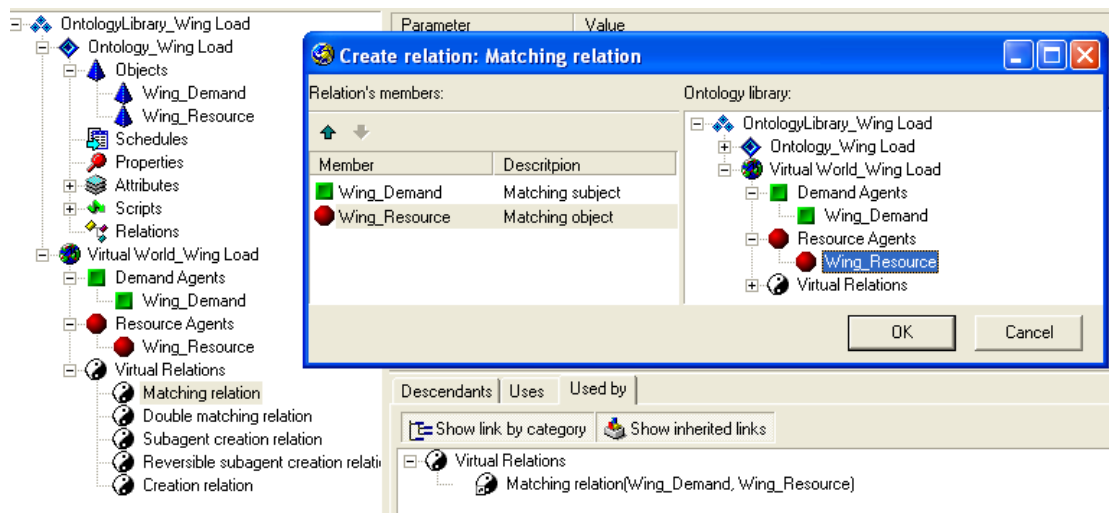 OntologyLibrary_Wing Load
Ontology_Wing Load
Objects
Wing_Demand
Wing_Resource
Schedules
Properties
Attributes
Scripts
Relations
Virtual World_Wing Load
Demand Agents
Wing_Demand
Resource Agents
Wing_Resource
Virtual Relations
Matching relation
Double matching relation
Subagent creation relation
Reversible subagent creation relati
Creation relation
Parameter Value
Create relation: Matching relation
Relation's members:
Member Descritpion
Wing_Demand Matching subject
Wing_Resource Matching object
Ontology library:
OntologyLibrary_Wing Load
Ontology_Wing Load
Virtual World_Wing Load
Demand Agents
Wing_Demand
Resource Agents
Wing_Resource
Virtual Relations
OK Cancel
Descendants Uses Used by
Show link by category Show inherited links
Virtual Relations
Matching relation(Wing_Demand, Wing_Resource)